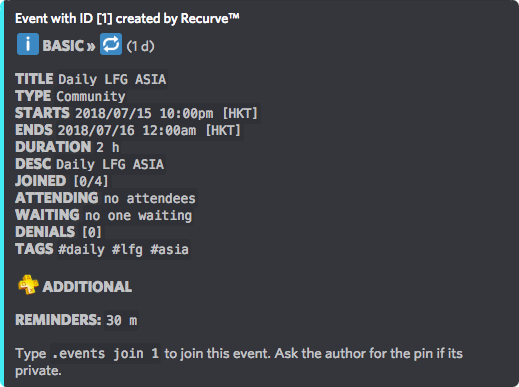 Event with ID [1] created by Recurve™
BASIC » (1 d)
TITLE Daily LFG ASIA
TYPE Community
STARTS 2018/07/15 10:00pm [HKT]
ENDS 2018/07/16 12:00am [HKT]
DURATION 2 h
DESC Daily LFG ASIA
JOINED [0/4]
ATTENDING no attendees
WAITING no one waiting
DENIALS [0]
TAGS #daily #lfg #asia
ADDITIONAL
REMINDERS: 30 m
Type .events join 1 to join this event. Ask the author for the pin if its
private.